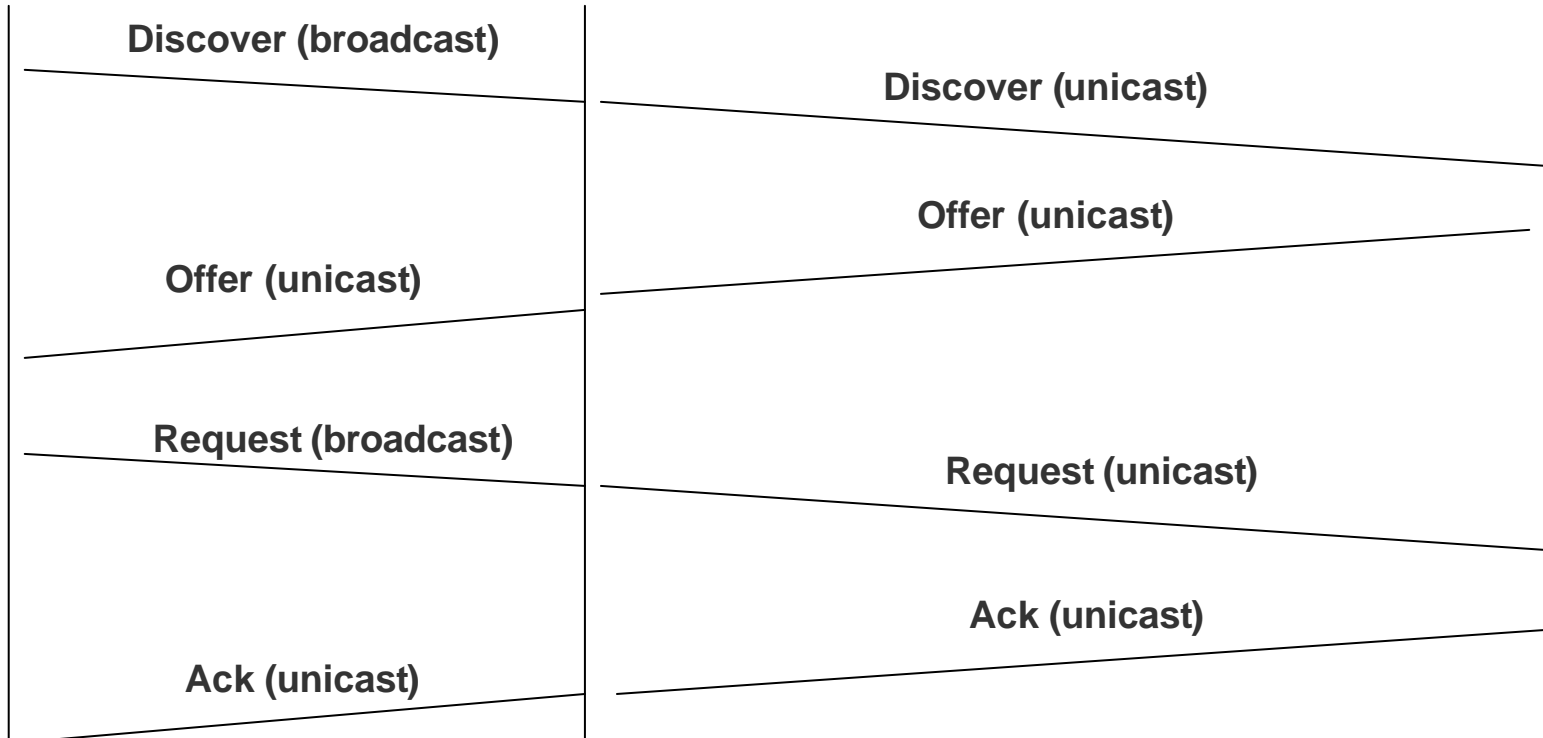 Discover (broadcast)
Discover (unicast)
Offer (unicast)
Offer (unicast)
Request (broadcast)
Request (unicast)
Ack (unicast)
Ack (unicast)